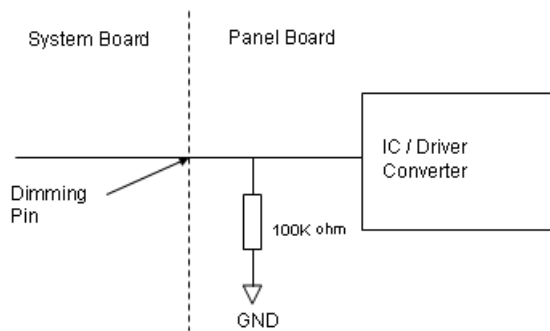 System Board
Panel Board
IC / Driver
Converter
Dimming
Pin
100K ohm
GND